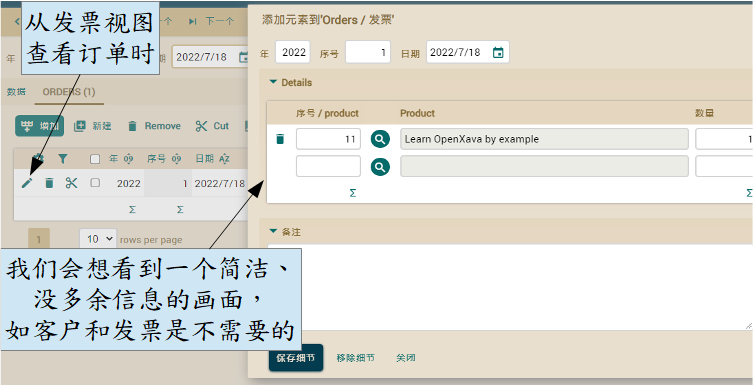 从发票视图
查看订单时
一个
下一个
年
2022/7/18
数据
ORDERS (1)
增加
新建
Remove
Cut
年
序号
日期
2022
1
2022/7/18
Σ
Σ
1
10
rows per page
添加元素到'Orders / 发票'
年
2022
序号
1
日期
2022/7/18
Details
序号 / product
Product
数量
11
Learn OpenXava by example
1
Σ
Σ
备注
我们会想看到一个简洁、
没多余信息的画面，
如客户和发票是不需要的
保存细节
移除细节
关闭